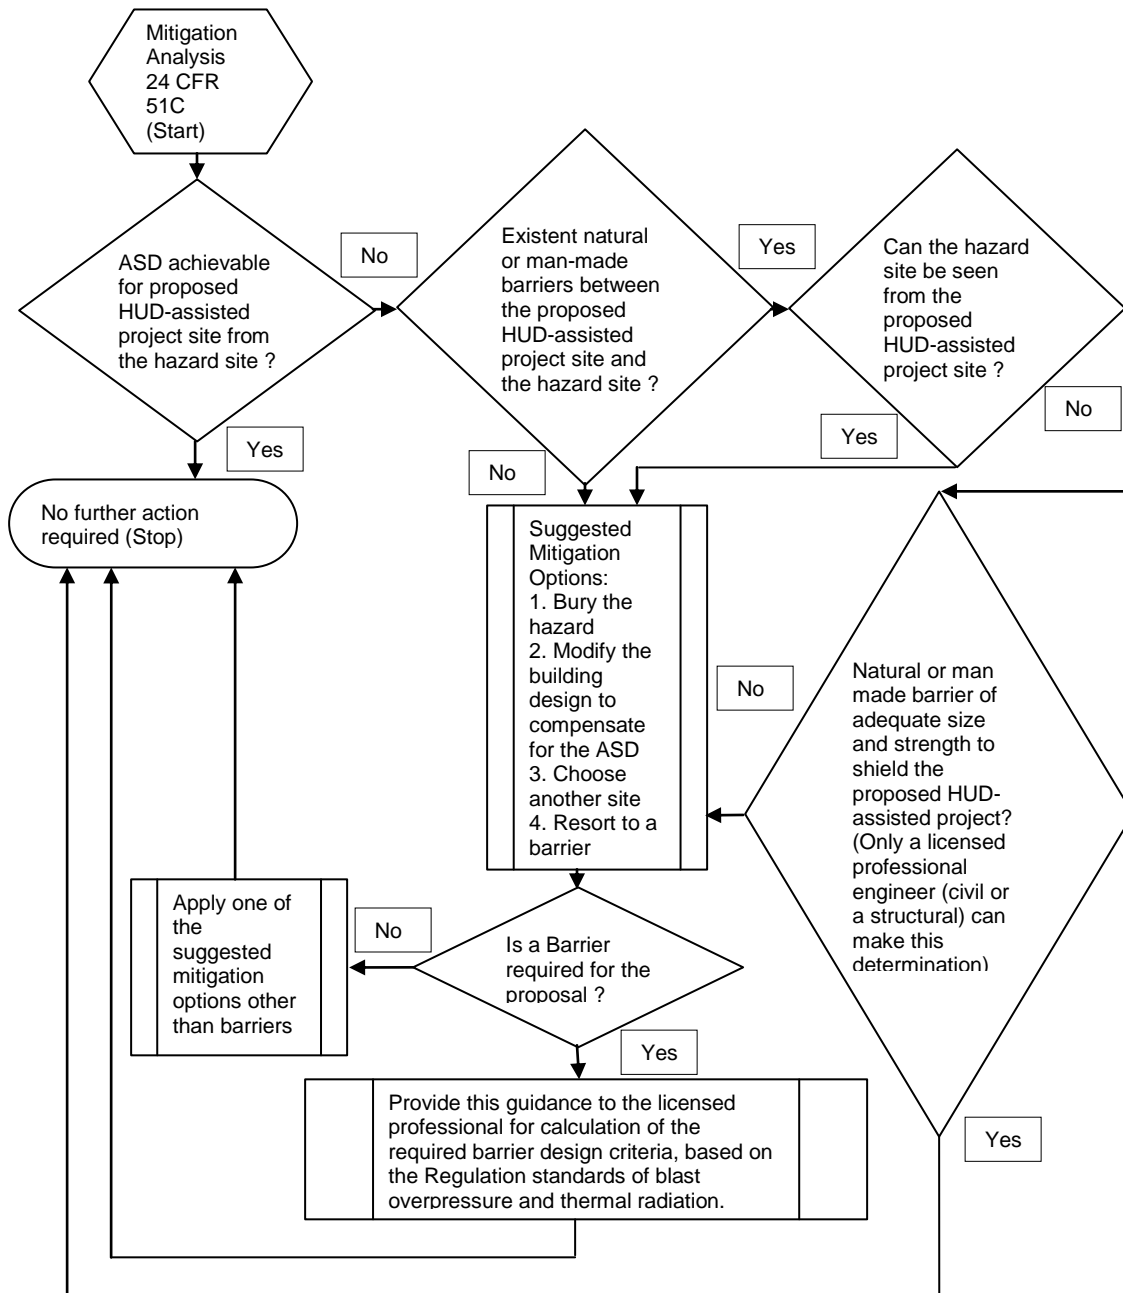 Mitigation
Analysis
24 CFR
51C
(Start)
ASD achievable
for proposed
HUD-assisted
project site from
the hazard site ?
No
Existent natural
or man-made
barriers between
the proposed
HUD-assisted
project site and
the hazard site ?
Yes
Can the hazard
site be seen
from the
proposed
HUD-assisted
project site ?
No
Yes
Yes
No
No further action
required (Stop)
Suggested
Mitigation
Options:
1. Bury the
hazard
2. Modify the
building
design to
compensate
for the ASD
3. Choose
another site
4. Resort to a
barrier
No
Natural or man
made barrier of
adequate size
and strength to
shield the
proposed HUD-
assisted project?
(Only a licensed
professional
engineer (civil or
a structural) can
make this
determination)
Apply one of
the
suggested
mitigation
options other
than barriers
No
Is a Barrier
required for the
proposal ?
Yes
Provide this guidance to the licensed
professional for calculation of the
required barrier design criteria, based on
the Regulation standards of blast
overpressure and thermal radiation.
Yes